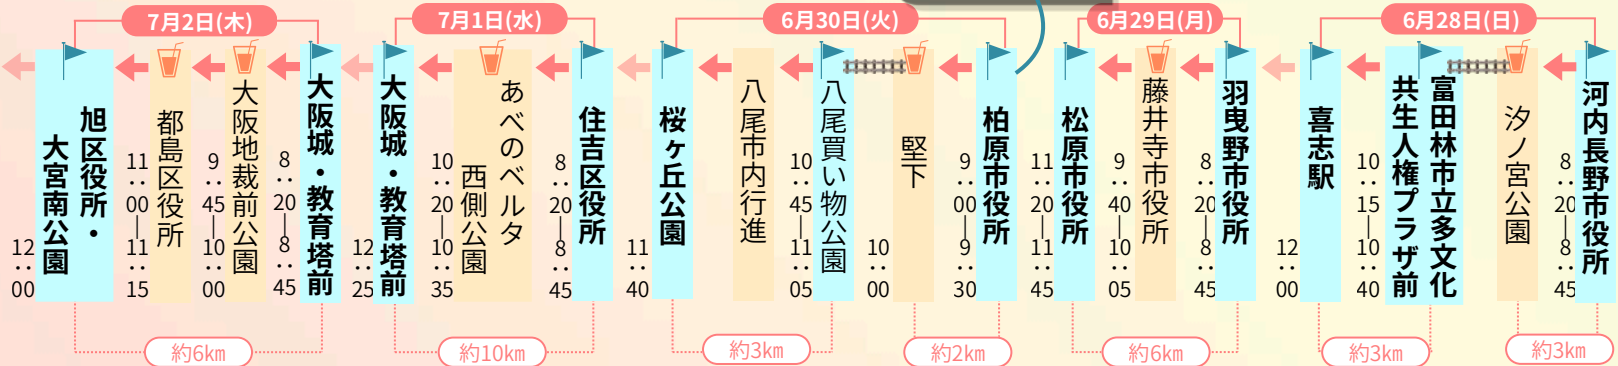 6月28日(日)
河内長野市役所
8:20―8:45
汐ノ宮公園
富田林市立多文化
共生人権プラザ前
10:15―10:40
喜志駅
12:00
約3㎞
約3㎞
6月29日(月)
羽曳野市役所
8:20―8:45
藤井寺市役所
9:40―10:05
松原市役所
11:20―11:45
約6㎞
6月30日(火)
柏原市役所
9:00―9:30
堅下
10:00
八尾買い物公園
10:45―11:05
八尾市内行進
桜ヶ丘公園
11:40
約2㎞
約3㎞
7月1日(水)
住吉区役所
8:20―8:45
あべのベルタ
西側公園
10:20―10:35
大阪城・教育塔前
12:25
約10㎞
7月2日(木)
大阪城・教育塔前
8:20―8:45
大阪地裁前公園
9:45―10:00
都島区役所
11:00―11:15
旭区役所・
大宮南公園
12:00
約6㎞